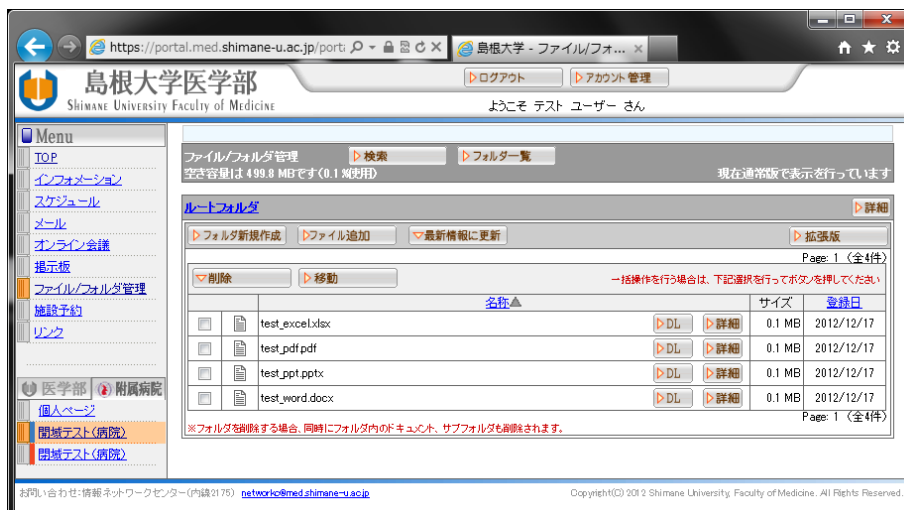 https://portal.med.shimane-u.ac.jp/port
島根大学 - ファイル/フォ...
島根大学医学部
Shimane University Faculty of Medicine
ログアウト
アカウント管理
ようこそ テスト ユーザー さん
Menu
TOP
インフォメーション
スケジュール
メール
オンライン会議
掲示板
ファイル/フォルダ管理
施設予約
リンク
医学部
附属病院
個人ページ
閉域テスト(病院)
閉域テスト(病院)
ファイル/フォルダ管理
検索
フォルダ一覧
空き容量は 499.8 MBです(0.1 %使用)
現在通常版で表示を行っています
ルートフォルダ
詳細
フォルダ新規作成
ファイル追加
最新情報に更新
拡張版
Page: 1 (全4件)
削除
移動
一括操作を行う場合は、下記選択を行ってボタンを押してください
名称▲ サイズ 登録日
test_excel.xlsx DL 詳細 0.1 MB 2012/12/17
test_pdf.pdf DL 詳細 0.1 MB 2012/12/17
test_ppt.pptx DL 詳細 0.1 MB 2012/12/17
test_word.docx DL 詳細 0.1 MB 2012/12/17
Page: 1 (全4件)
※フォルダを削除する場合、同時にフォルダ内のドキュメント、サブフォルダも削除されます。
お問い合わせ:情報ネットワークセンター(内線2175) networkc@med.shimane-u.ac.jp
Copyright(C) 2012 Shimane University, Faculty of Medicine. All Rights Reserved.